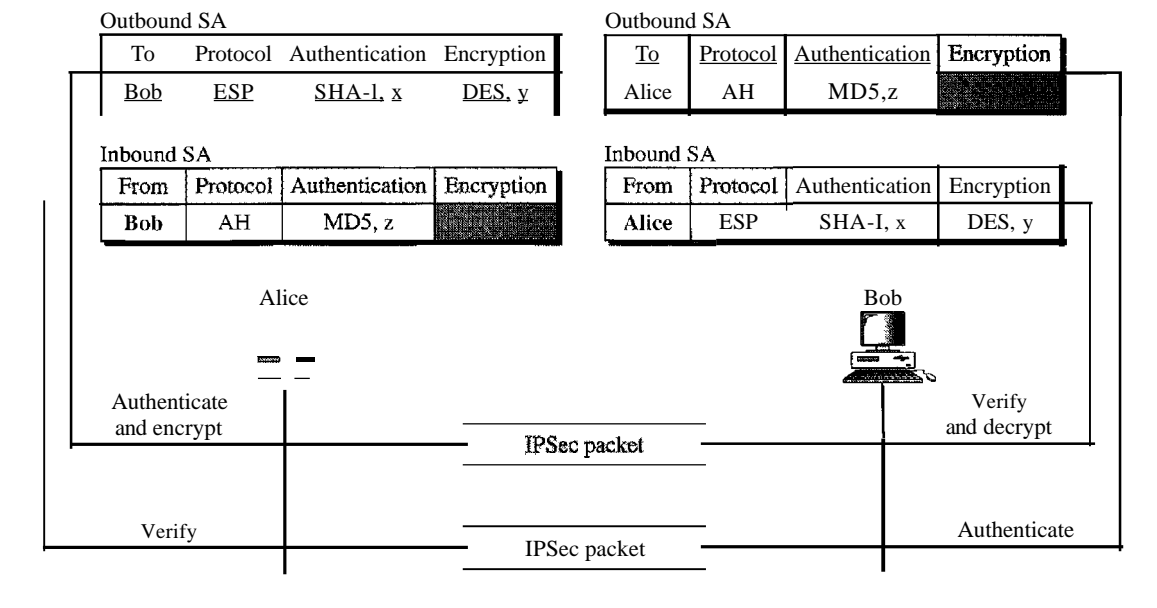 Outbound SA
To Protocol Authentication Encryption
Bob ESP SHA-l, x DES, y
Inbound SA
From Protocol Authentication Encryption
Bob AH MD5, z
Outbound SA
To Protocol Authentication Encryption
Alice AH MD5,z
Inbound SA
From Protocol Authentication Encryption
Alice ESP SHA-I, x DES, y
Alice
Bob
Authenticate
and encrypt
IPSec packet
Verify
and decrypt
Verify
IPSec packet
Authenticate